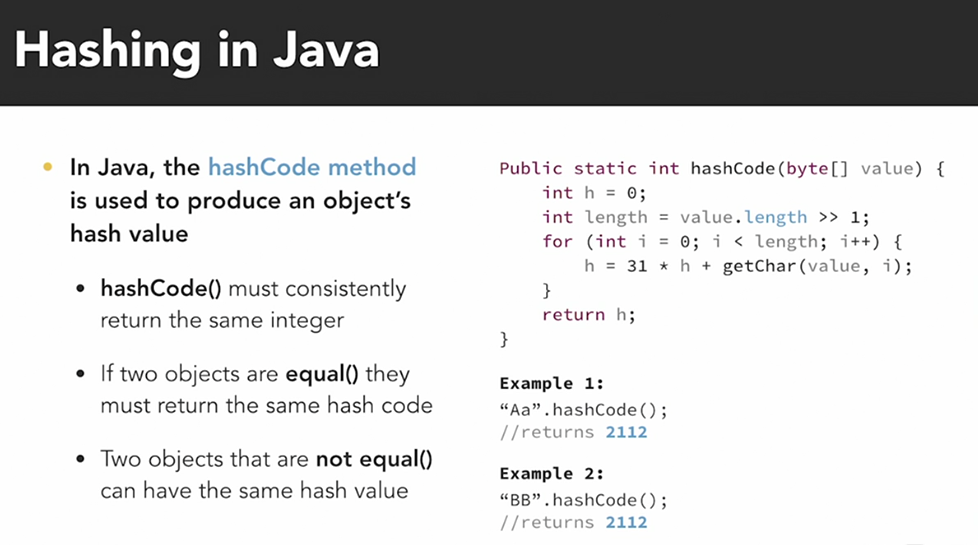 Hashing in Java
• In Java, the hashCode method
is used to produce an object’s
hash value
• hashCode() must consistently
return the same integer
• If two objects are equal() they
must return the same hash code
• Two objects that are not equal()
can have the same hash value
Public static int hashCode(byte[] value) {
    int h = 0;
    int length = value.length >> 1;
    for (int i = 0; i < length; i++) {
        h = 31 * h + getChar(value, i);
    }
    return h;
}
Example 1:
“Aa”.hashCode();
//returns 2112
Example 2:
“BB”.hashCode();
//returns 2112